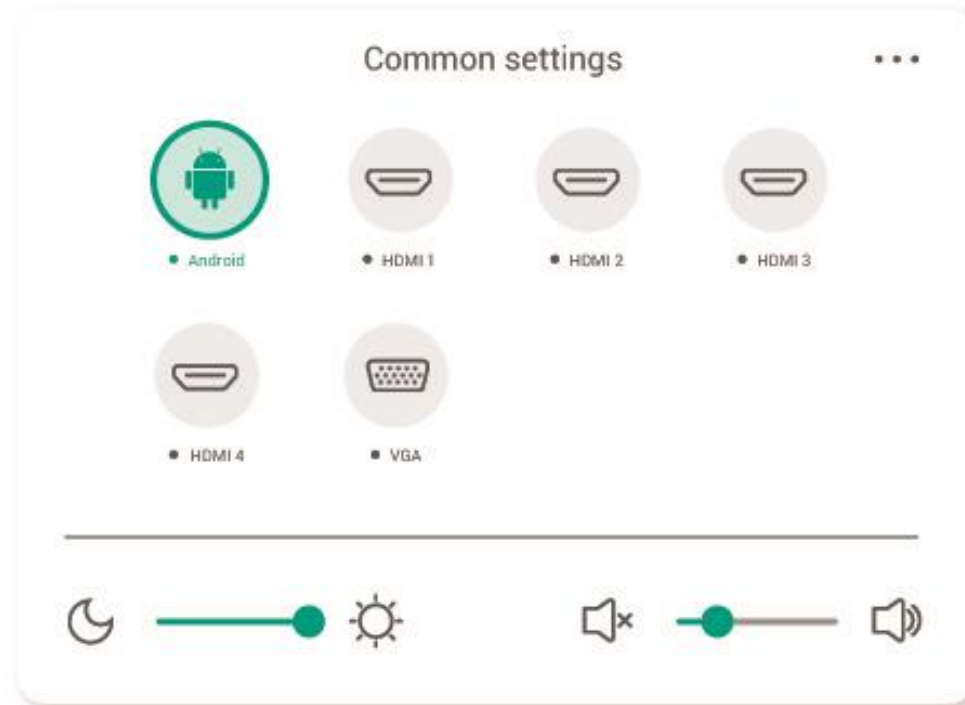 Common settings
Android
HDMI 1
HDMI 2
HDMI 3
HDMI 4
VGA